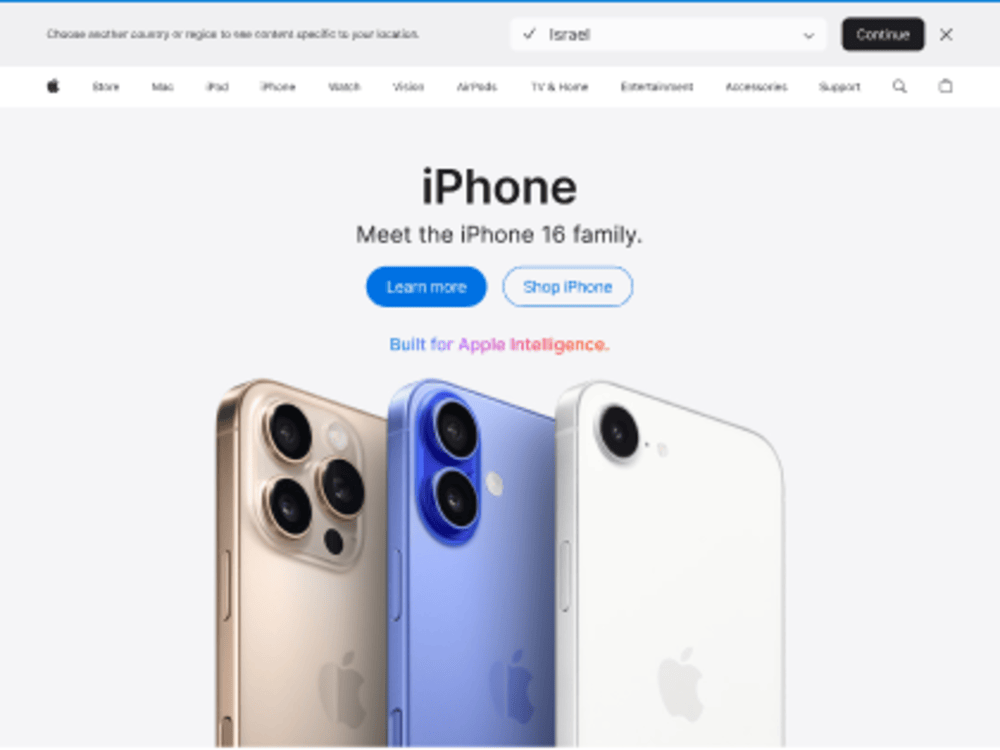 Choose another country or region to see content specific to your location.
Israel
Continue
Store Mac iPad iPhone Watch Vision AirPods TV & Home Entertainment Accessories Support
iPhone
Meet the iPhone 16 family.
Learn more Shop iPhone
Built for Apple Intelligence.